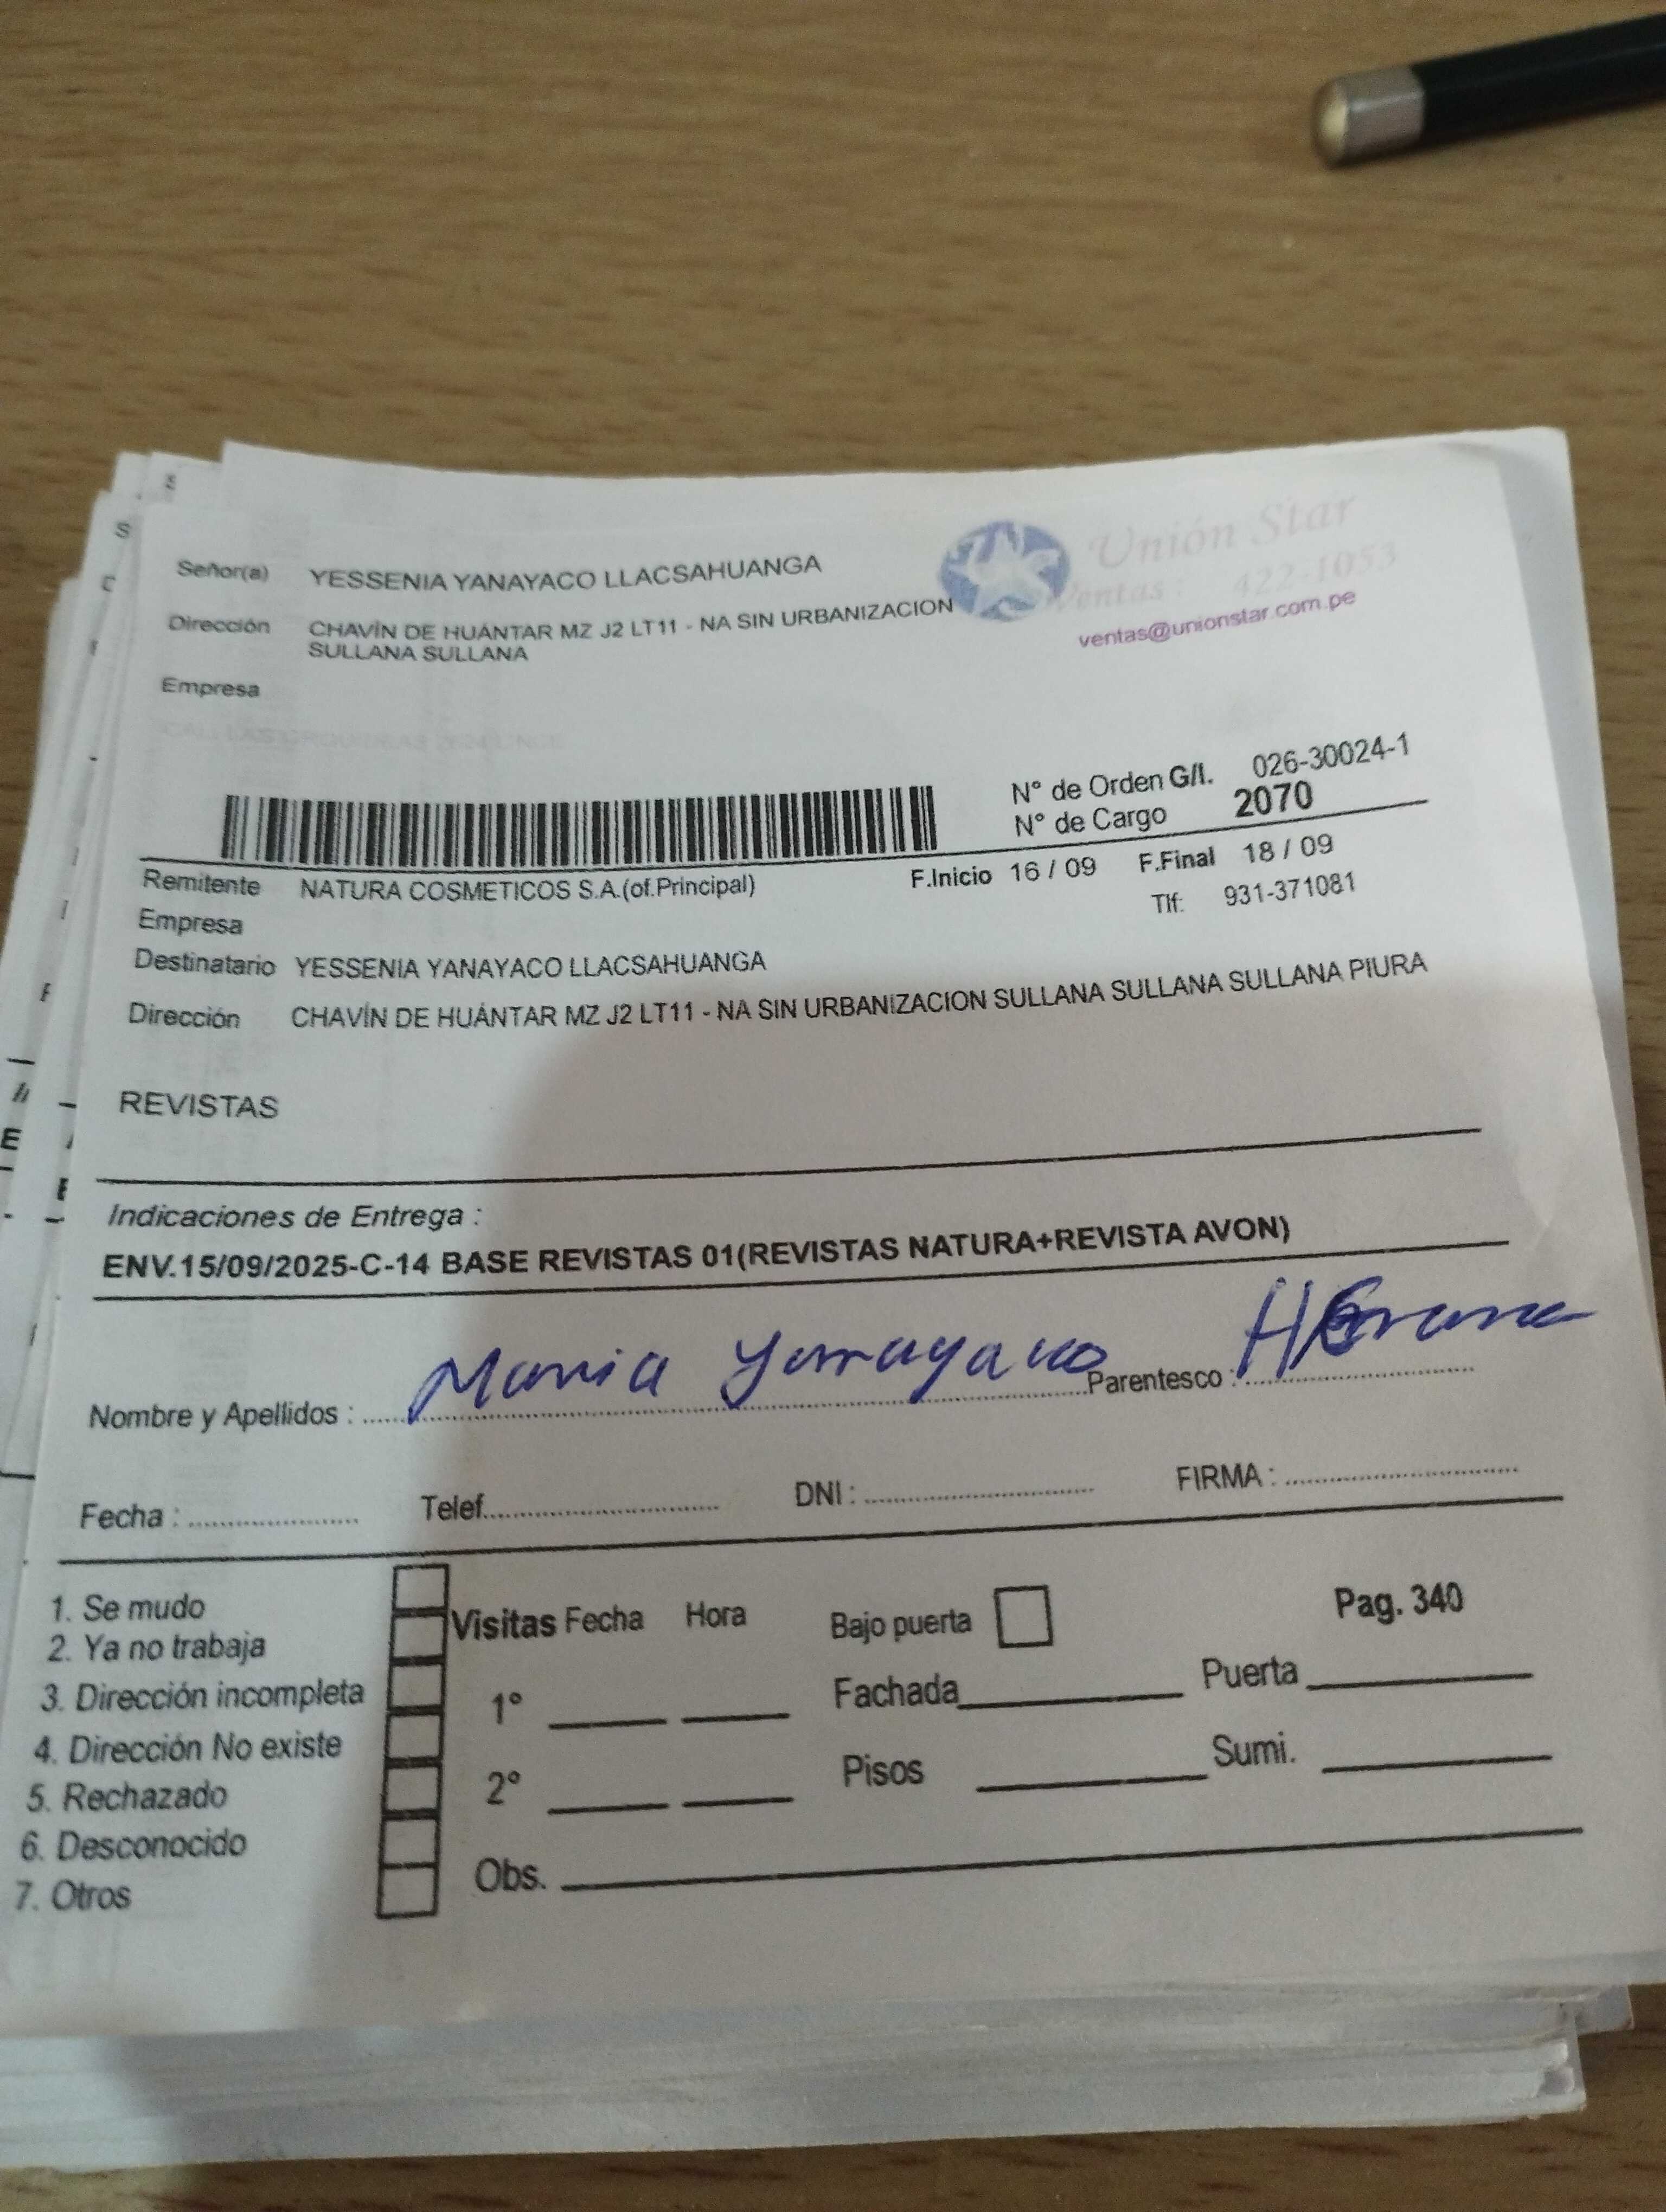 Señor(a) YESSENIA YANAYACO LLACSAHUANGA
Unión Star
Ventas : 422-1053
ventas@unionstar.com.pe
Dirección CHAVÍN DE HUÁNTAR MZ J2 LT11 - NA SIN URBANIZACION
SULLANA SULLANA
Empresa
N° de Orden G/I. 026-30024-1
N° de Cargo 2070
Remitente NATURA COSMETICOS S.A.(of.Principal) F.Inicio 16 / 09 F.Final 18 / 09
Empresa Tlf: 931-371081
Destinatario YESSENIA YANAYACO LLACSAHUANGA
Dirección CHAVÍN DE HUÁNTAR MZ J2 LT11 - NA SIN URBANIZACION SULLANA SULLANA SULLANA PIURA
REVISTAS
Indicaciones de Entrega :
ENV.15/09/2025-C-14 BASE REVISTAS 01(REVISTAS NATURA+REVISTA AVON)
Nombre y Apellidos : Maria Yanayaco Parentesco :
Fecha : Telef. DNI : FIRMA :
1. Se mudo
2. Ya no trabaja
3. Dirección incompleta
4. Dirección No existe
5. Rechazado
6. Desconocido
7. Otros
Visitas Fecha Hora Bajo puerta Pag. 340
1° Fachada Puerta
2° Pisos Sumi.
Obs.